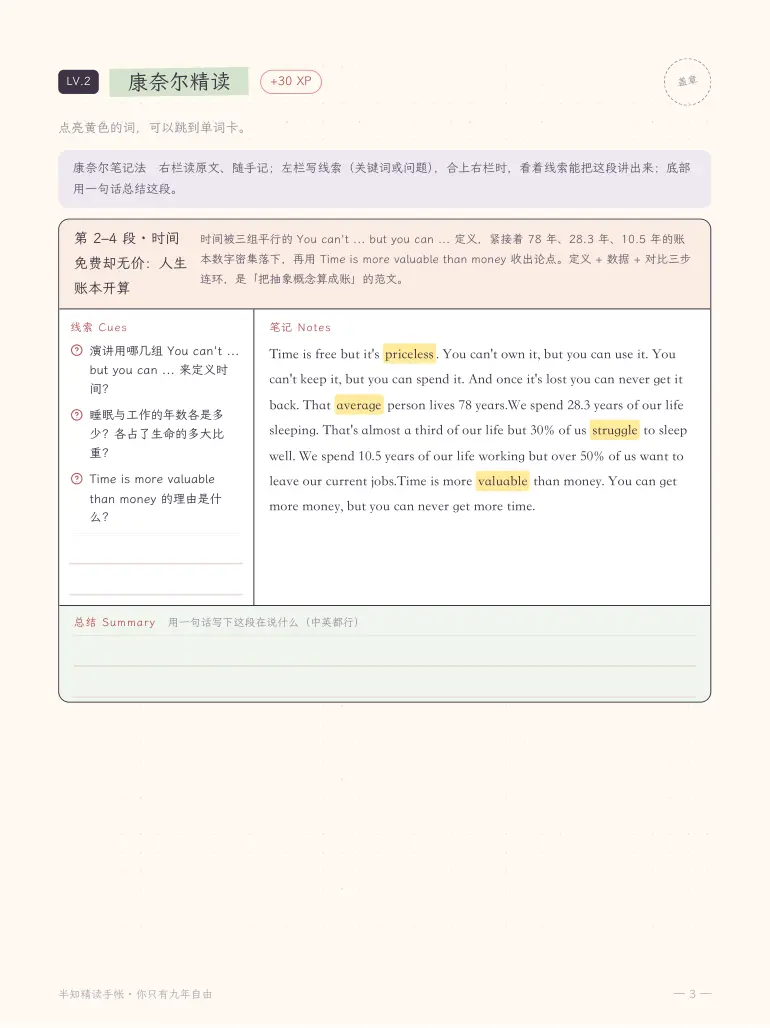 LV.2 康奈尔精读 +30 XP 盖章
点亮黄色的词，可以跳到单词卡。
康奈尔笔记法 右栏读原文、随手记；左栏写线索（关键词或问题），合上右栏时，看着线索能把这段讲出来；底部
用一句话总结这段。
第 2–4 段・时间
免费却无价：人生
账本开算
时间被三组平行的 You can't … but you can … 定义，紧接着 78 年、28.3 年、10.5 年的账
本数字密集落下，再用 Time is more valuable than money 收出论点。定义 + 数据 + 对比三步
连环，是「把抽象概念算成账」的范文。
线索 Cues
演讲用哪几组 You can't …
but you can … 来定义时
间？
睡眠与工作的年数各是多
少？各占了生命的多大比
重？
Time is more valuable
than money 的理由是什
么？
笔记 Notes
Time is free but it's priceless. You can't own it, but you can use it. You
can't keep it, but you can spend it. And once it's lost you can never get it
back. That average person lives 78 years.We spend 28.3 years of our life
sleeping. That's almost a third of our life but 30% of us struggle to sleep
well. We spend 10.5 years of our life working but over 50% of us want to
leave our current jobs.Time is more valuable than money. You can get
more money, but you can never get more time.
总结 Summary 用一句话写下这段在说什么（中英都行）
半知精读手帐・你只有九年自由
— 3 —